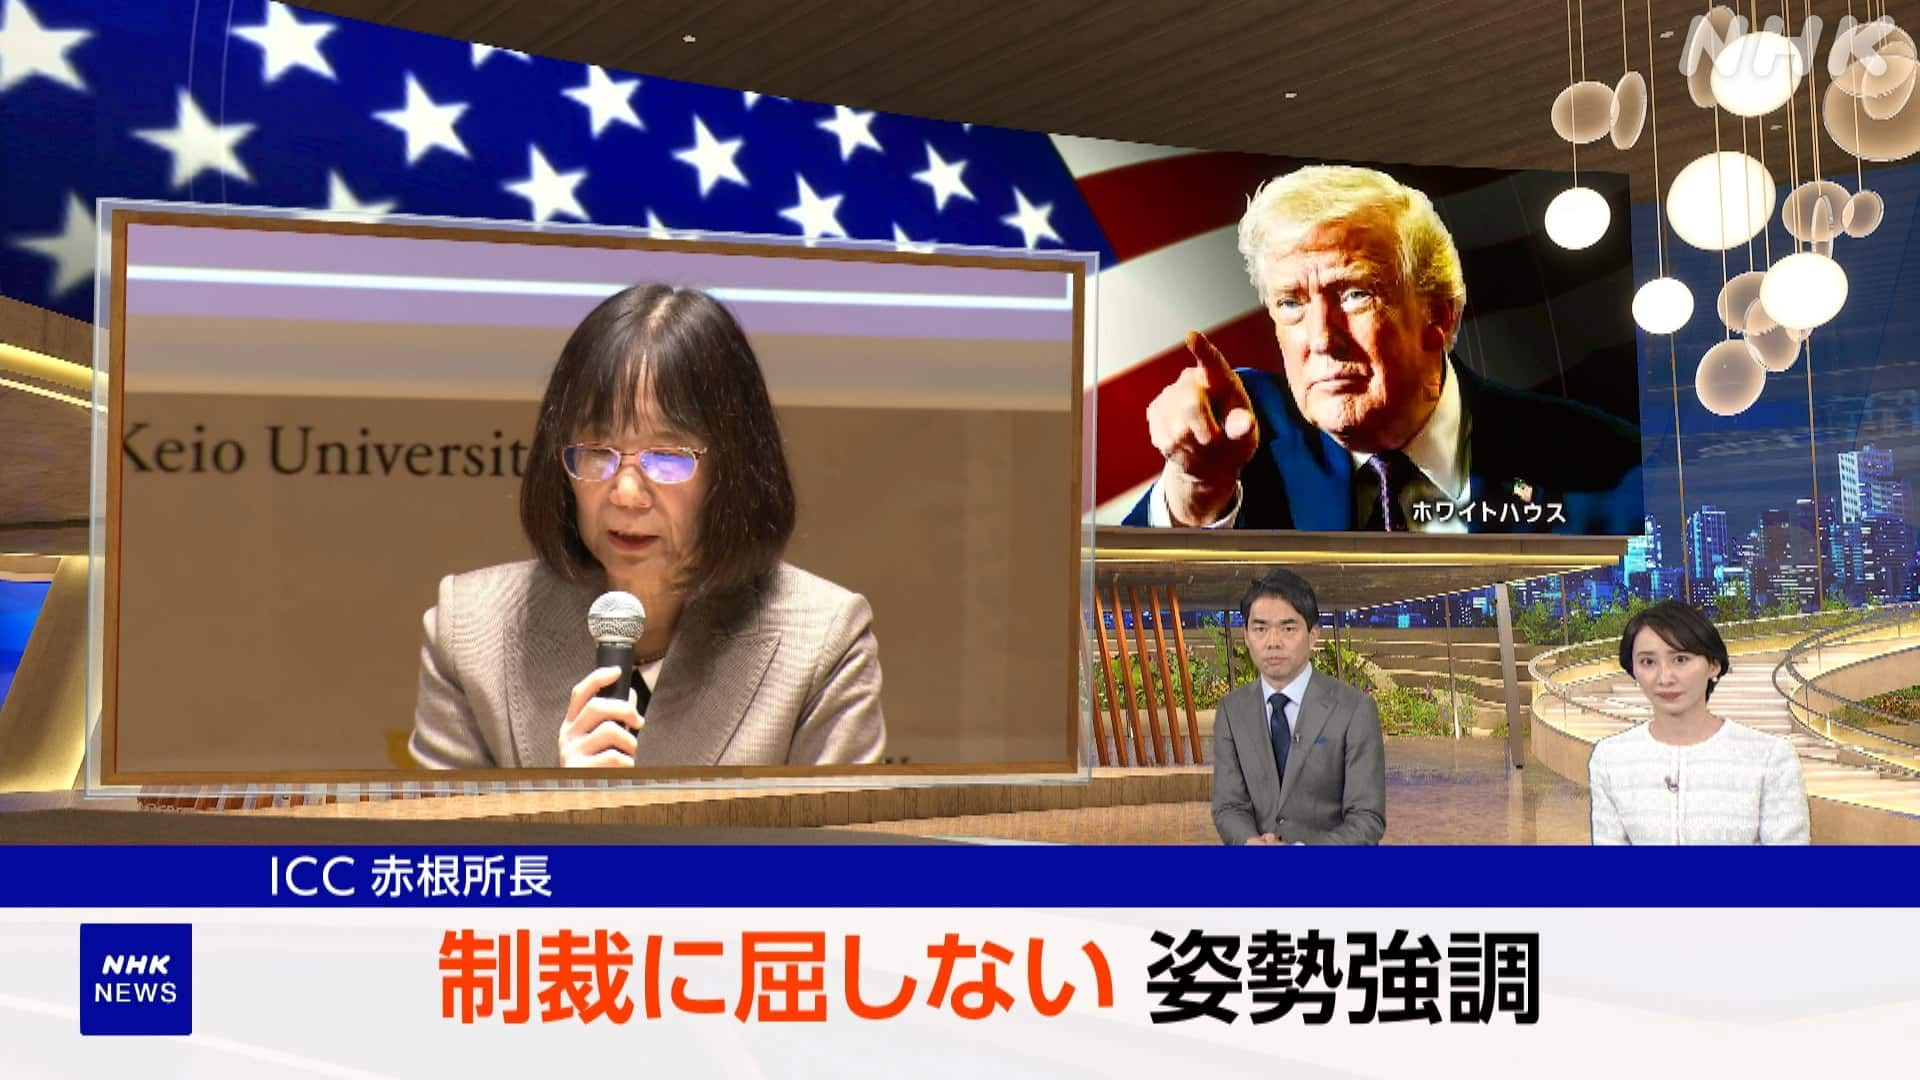 NHK
Keio Universit
ホワイトハウス
ICC 赤根所長
NHK
NEWS
制裁に屈しない 姿勢強調